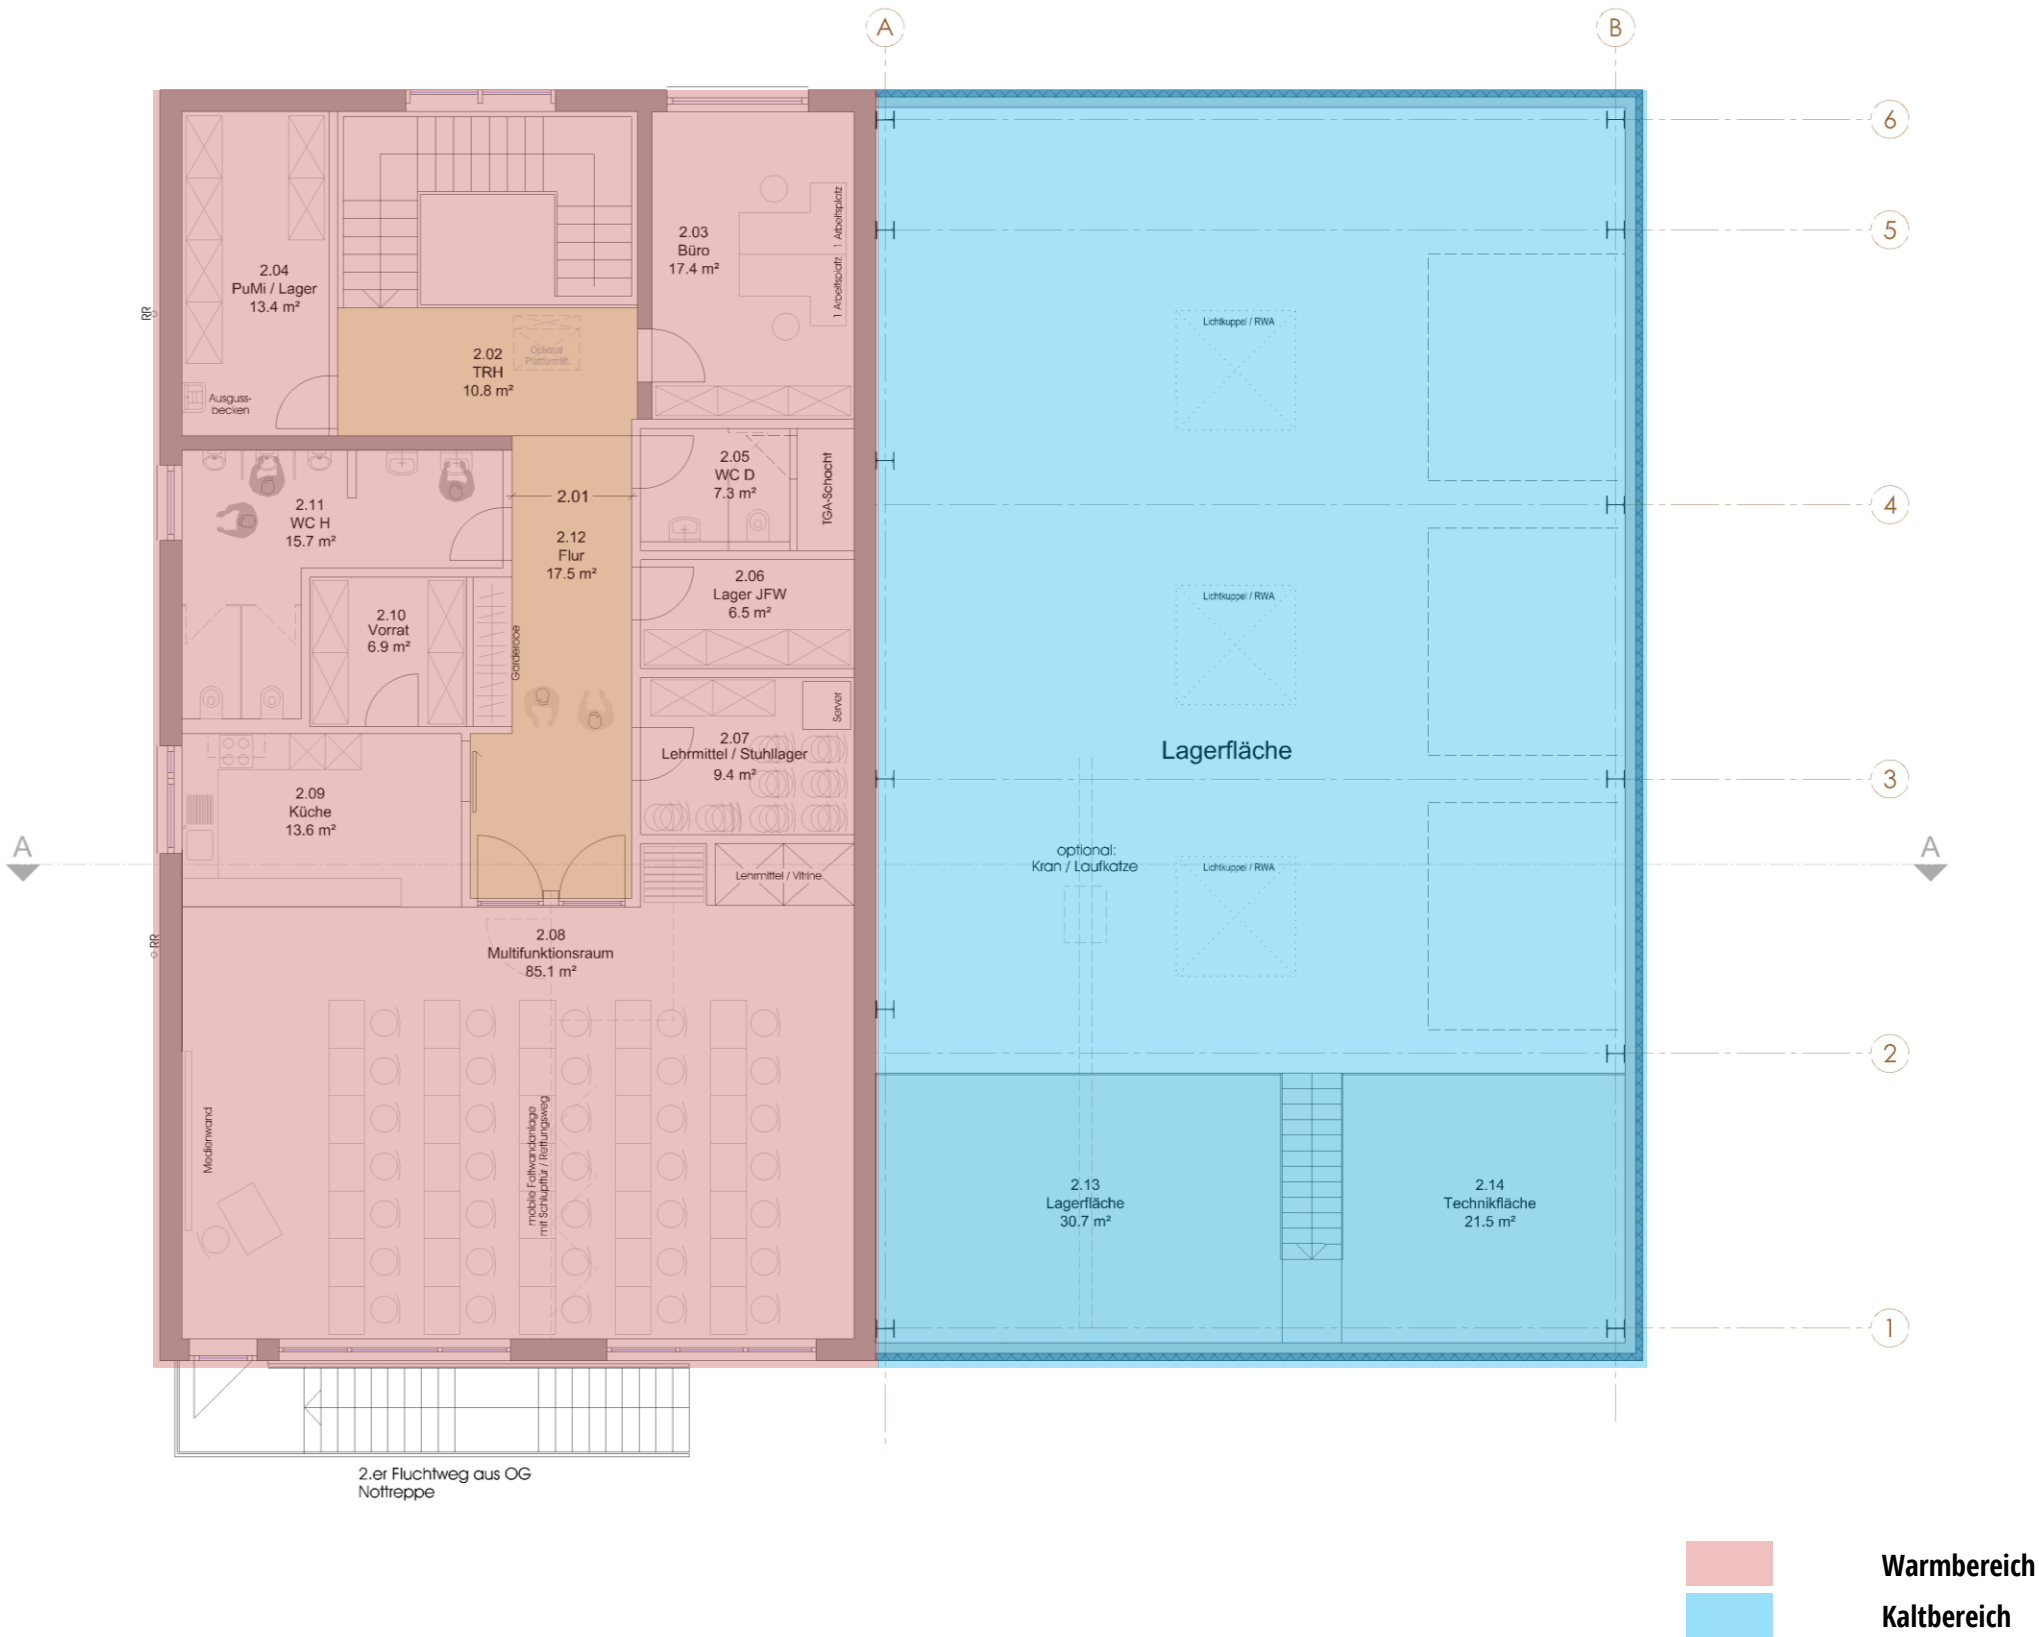 A
B
6
2.03
Büro
17.4 m²
1 Arbeitsplatz
1 Arbeitsplatz
5
2.04
PuMi / Lager
13.4 m²
RR
Lichtkuppel / RWA
2.02
TRH
10.8 m²
Optional
Plattformlift
Ausguss-
becken
2.05
WC D
7.3 m²
TGA-Schacht
2.01
2.11
WC H
15.7 m²
4
2.12
Flur
17.5 m²
2.06
Lager JFW
6.5 m²
Lichtkuppel / RWA
2.10
Vorrat
6.9 m²
Garderobe
Server
2.07
Lehrmittel / Stuhllager
9.4 m²
Lagerfläche
3
2.09
Küche
13.6 m²
A
A
optional:
Kran / Laufkatze
Lichtkuppel / RWA
Lehrmittel / Vitrine
RR
2.08
Multifunktionsraum
85.1 m²
2
Medienwand
mobile Faltwandanlage
mit Schlupftür / Rettungsweg
2.13
Lagerfläche
30.7 m²
2.14
Technikfläche
21.5 m²
1
2.er Fluchtweg aus OG
Nottreppe
Warmbereich
Kaltbereich